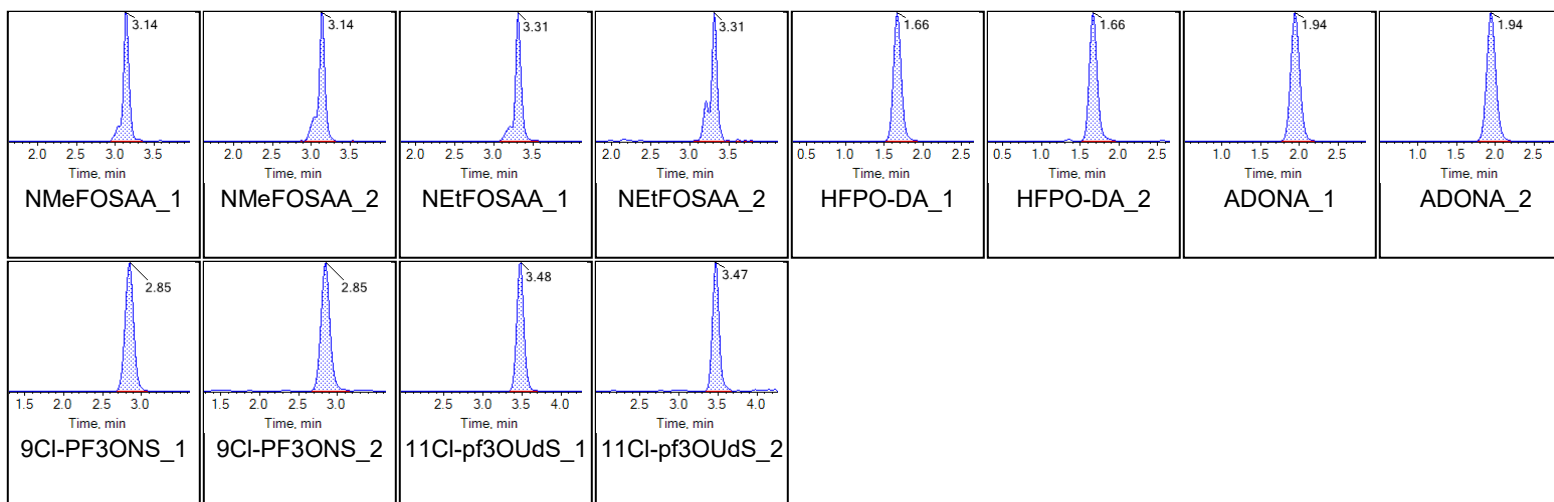 3.14
2.0 2.5 3.0 3.5
Time, min
NMeFOSAA_1
3.14
2.0 2.5 3.0 3.5
Time, min
NMeFOSAA_2
3.31
2.0 2.5 3.0 3.5
Time, min
NEtFOSAA_1
3.31
2.0 2.5 3.0 3.5
Time, min
NEtFOSAA_2
1.66
0.5 1.0 1.5 2.0 2.5
Time, min
HFPO-DA_1
1.66
0.5 1.0 1.5 2.0 2.5
Time, min
HFPO-DA_2
1.94
1.0 1.5 2.0 2.5
Time, min
ADONA_1
1.94
1.0 1.5 2.0 2.5
Time, min
ADONA_2
2.85
1.5 2.0 2.5 3.0
Time, min
9Cl-PF3ONS_1
2.85
1.5 2.0 2.5 3.0
Time, min
9Cl-PF3ONS_2
3.48
2.5 3.0 3.5 4.0
Time, min
11Cl-pf3OUdS_1
3.47
2.5 3.0 3.5 4.0
Time, min
11Cl-pf3OUdS_2